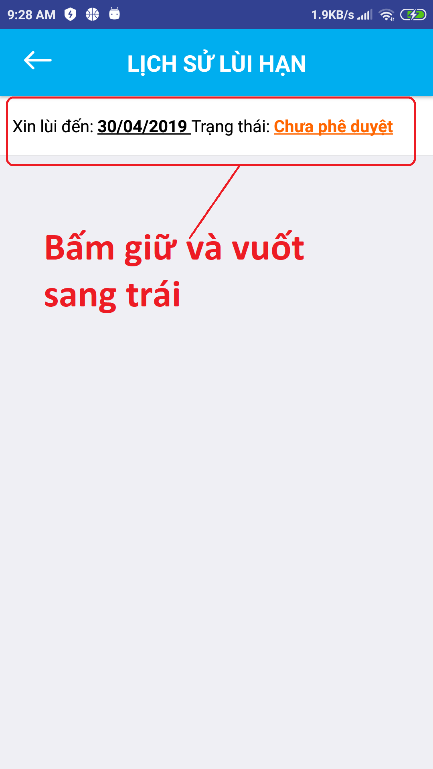 9:28 AM 1.9KB/s
LỊCH SỬ LÙI HẠN
Xin lùi đến: 30/04/2019 Trạng thái: Chưa phê duyệt
Bấm giữ và vuốt
sang trái